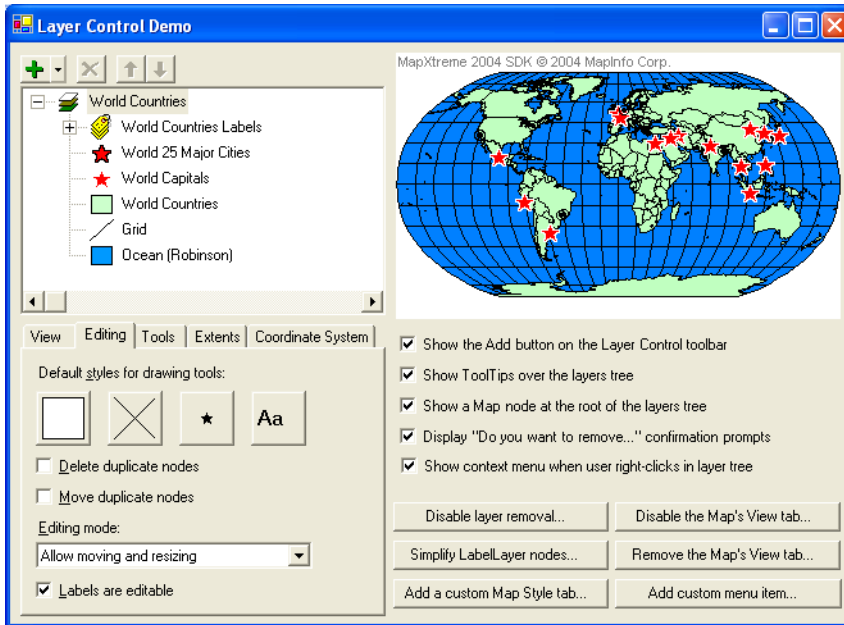 Layer Control Demo
MapXtreme 2004 SDK © 2004 MapInfo Corp.
World Countries
World Countries Labels
World 25 Major Cities
World Capitals
World Countries
Grid
Ocean (Robinson)
View Editing Tools Extents Coordinate System
Default styles for drawing tools:
Aa
Delete duplicate nodes
Move duplicate nodes
Editing mode:
Allow moving and resizing
Labels are editable
Show the Add button on the Layer Control toolbar
Show ToolTips over the layers tree
Show a Map node at the root of the layers tree
Display "Do you want to remove..." confirmation prompts
Show context menu when user right-clicks in layer tree
Disable layer removal... Disable the Map's View tab...
Simplify LabelLayer nodes... Remove the Map's View tab...
Add a custom Map Style tab... Add custom menu item...